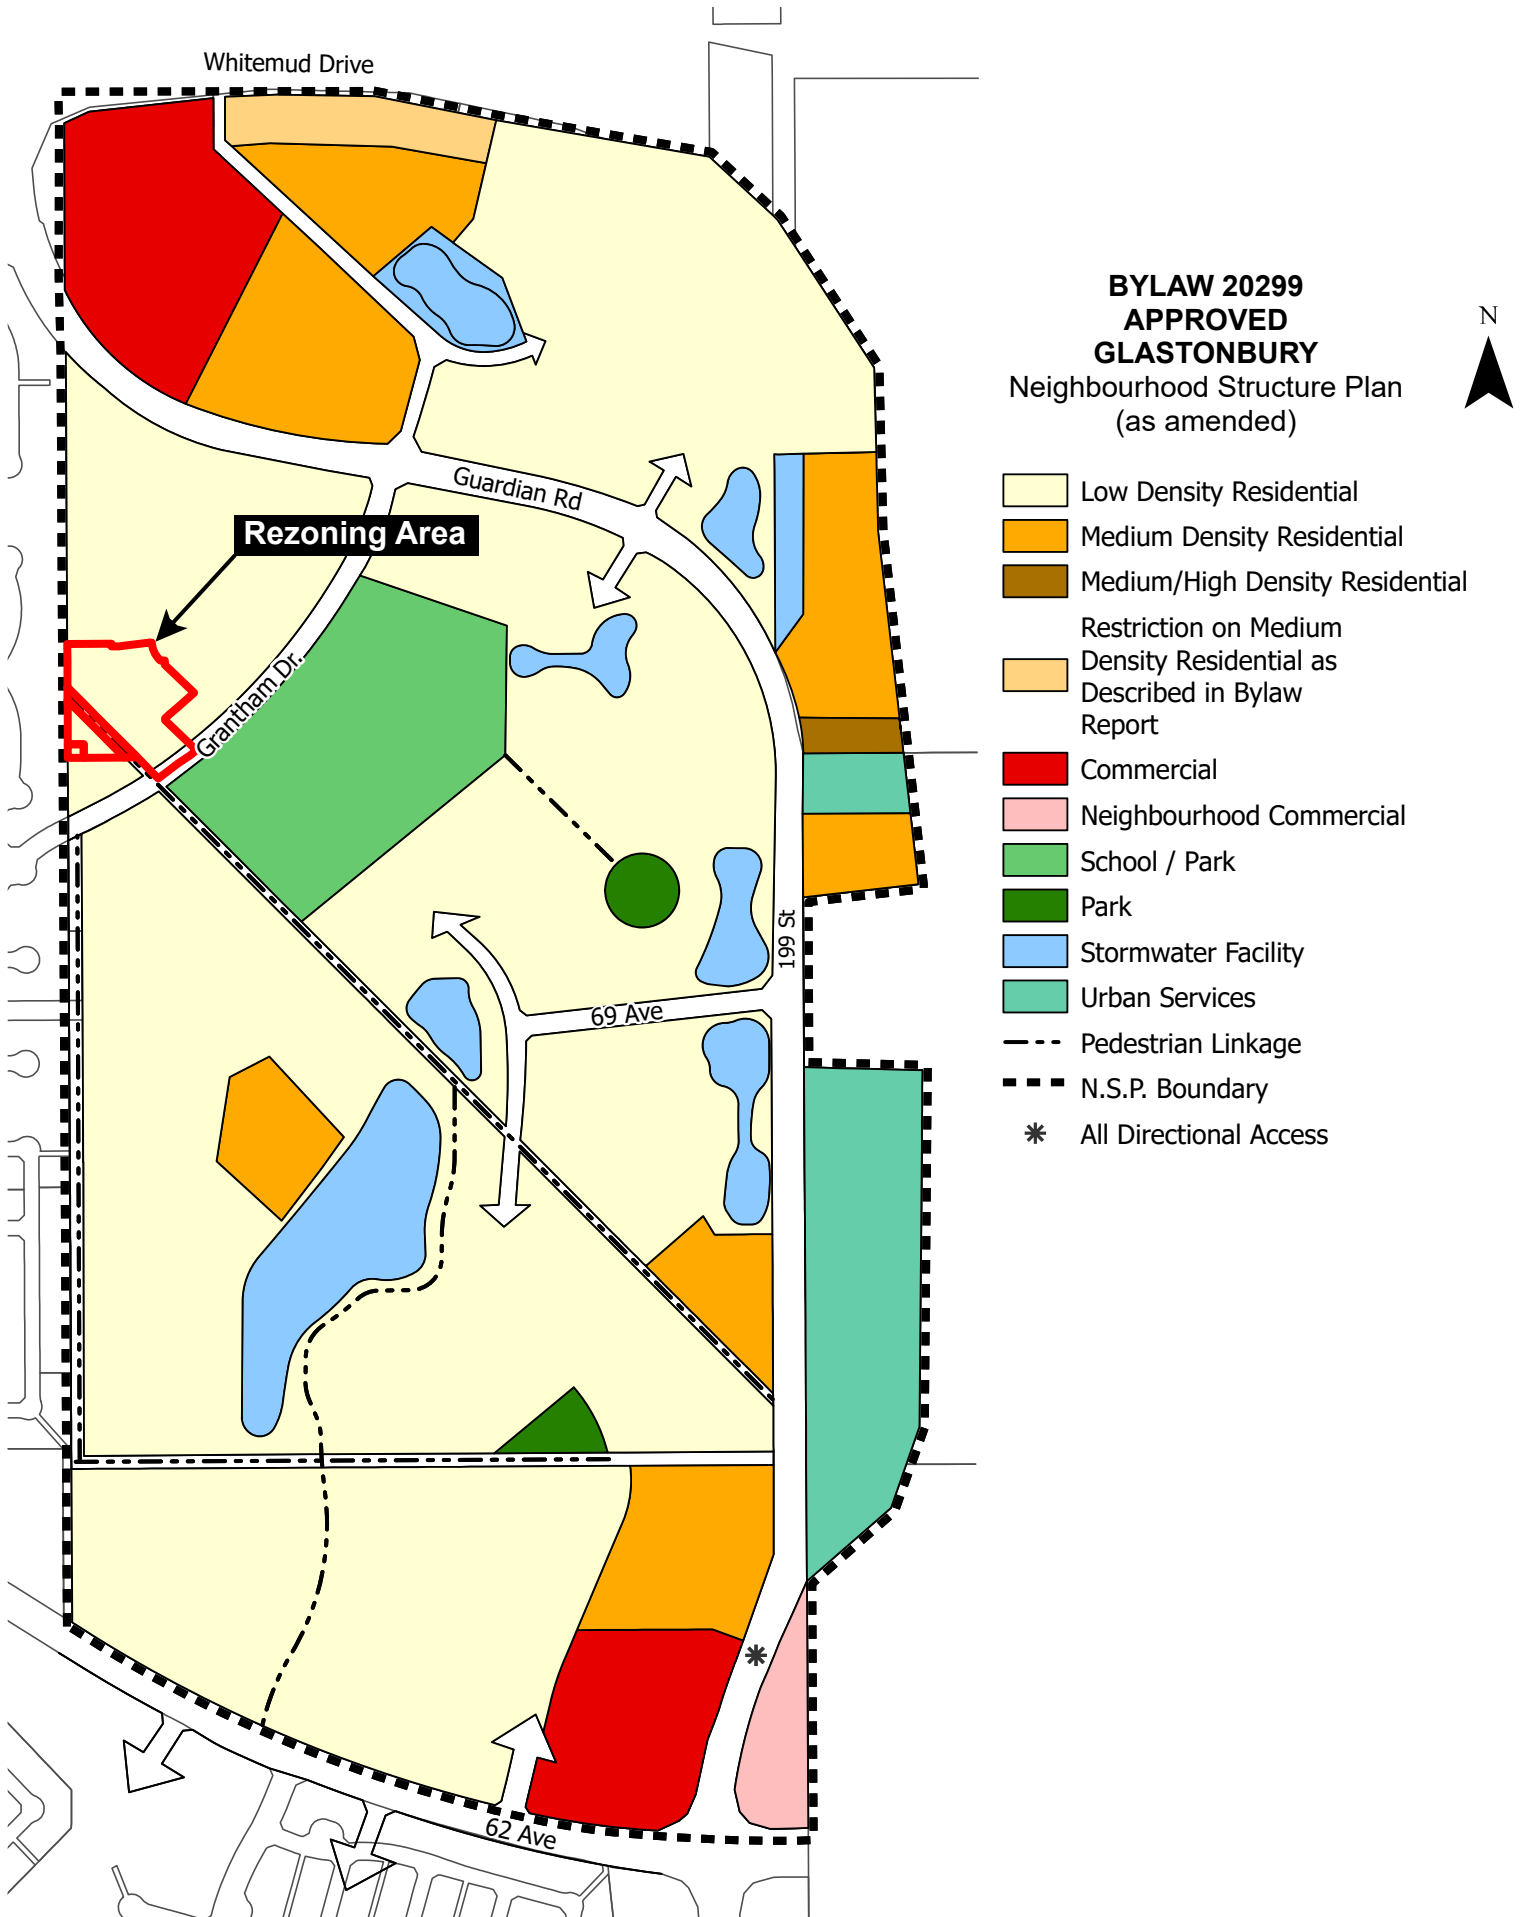 Whitemud Drive
BYLAW 20299
APPROVED
GLASTONBURY
Neighbourhood Structure Plan
(as amended)
N
Guardian Rd
Rezoning Area
Grantham Dr.
199 St
69 Ave
62 Ave
Low Density Residential
Medium Density Residential
Medium/High Density Residential
Restriction on Medium
Density Residential as
Described in Bylaw
Report
Commercial
Neighbourhood Commercial
School / Park
Park
Stormwater Facility
Urban Services
Pedestrian Linkage
N.S.P. Boundary
All Directional Access